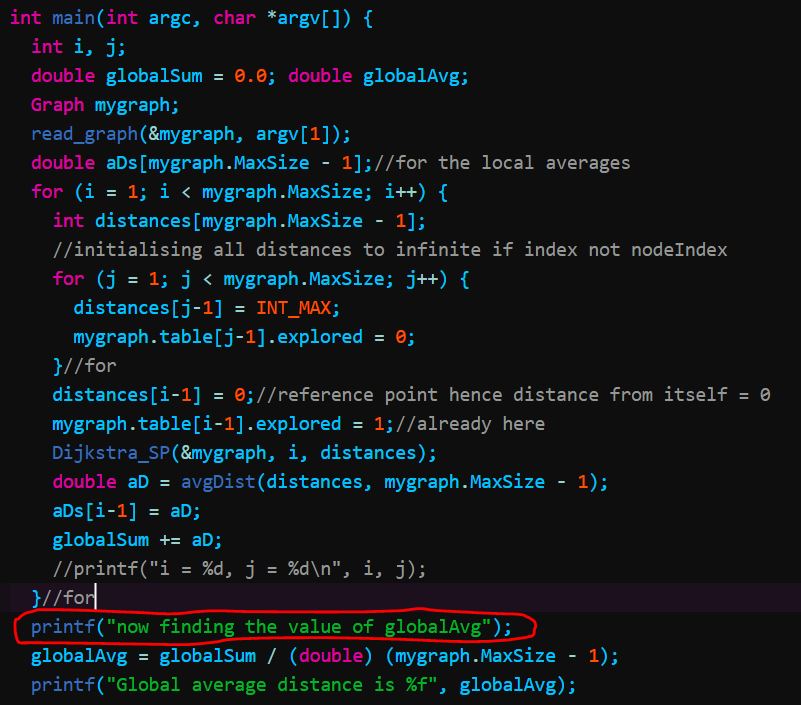 int main(int argc, char *argv[]) {
  int i, j;
  double globalSum = 0.0; double globalAvg;
  Graph mygraph;
  read_graph(&mygraph, argv[1]);
  double aDs[mygraph.MaxSize - 1];//for the local averages
  for (i = 1; i < mygraph.MaxSize; i++) {
    int distances[mygraph.MaxSize - 1];
    //initialising all distances to infinite if index not nodeIndex
    for (j = 1; j < mygraph.MaxSize; j++) {
      distances[j-1] = INT_MAX;
      mygraph.table[j-1].explored = 0;
    }//for
    distances[i-1] = 0;//reference point hence distance from itself = 0
    mygraph.table[i-1].explored = 1;//already here
    Dijkstra_SP(&mygraph, i, distances);
    double aD = avgDist(distances, mygraph.MaxSize - 1);
    aDs[i-1] = aD;
    globalSum += aD;
    //printf("i = %d, j = %d\n", i, j);
  }//for
  printf("now finding the value of globalAvg");
  globalAvg = globalSum / (double) (mygraph.MaxSize - 1);
  printf("Global average distance is %f", globalAvg);